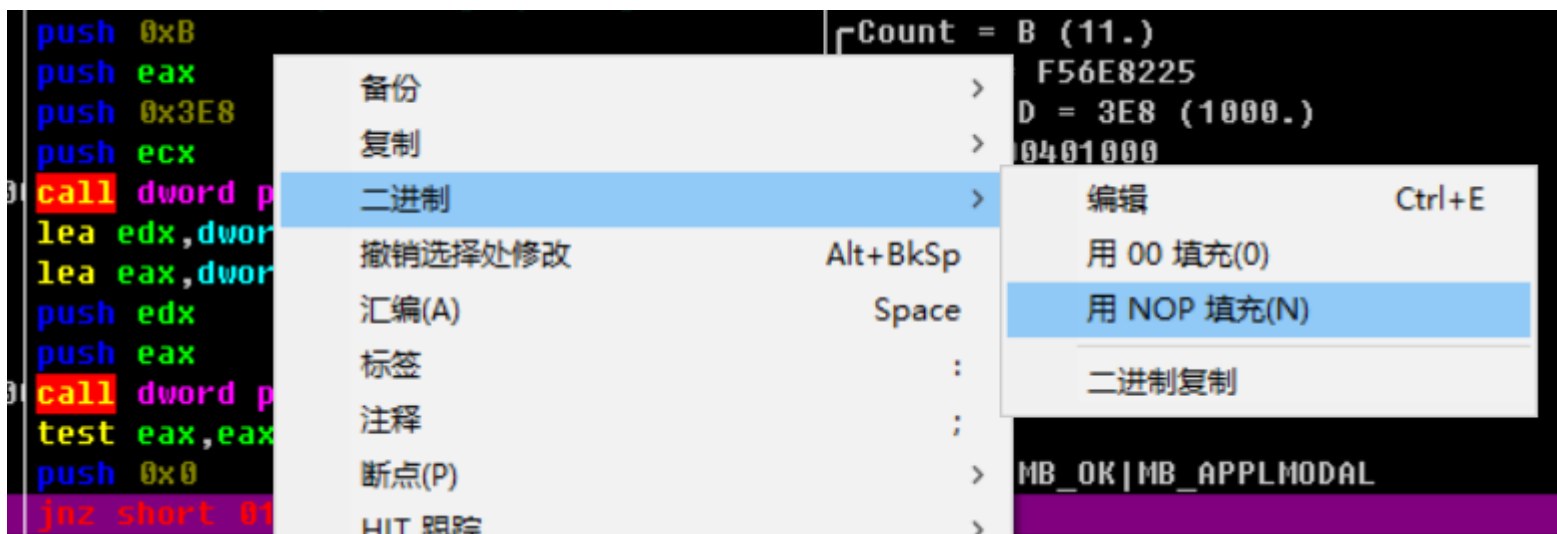 push 0xB
Count = B (11.)
push eax
F56E8225
push 0x3E8
D = 3E8 (1000.)
push ecx
0401000
call dword p
lea edx,dwor
lea eax,dwor
push edx
push eax
call dword p
test eax,eax
push 0x0
MB_OK|MB_APPLMODAL
jnz short 01
备份
复制
二进制
撤销选择处修改 Alt+BkSp
汇编(A) Space
标签 :
注释 ;
断点(P)
HIT 跟踪
编辑 Ctrl+E
用 00 填充(0)
用 NOP 填充(N)
二进制复制